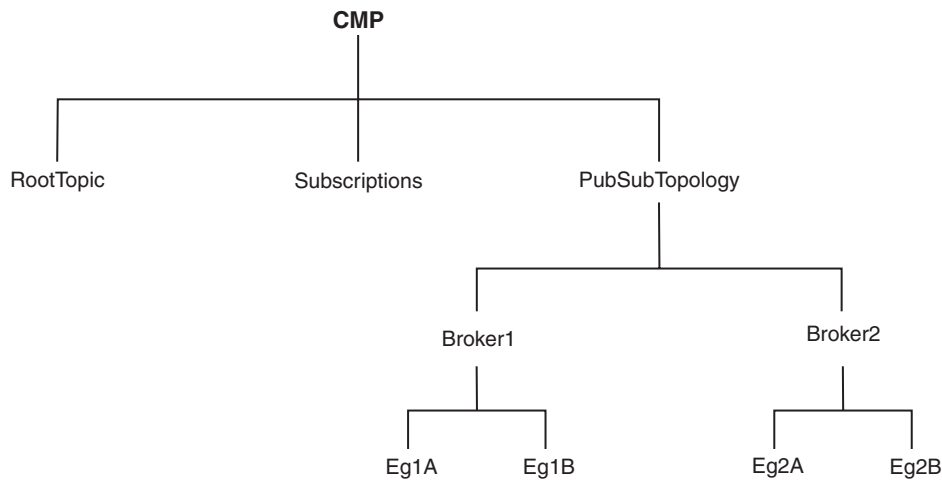 CMP
RootTopic
Subscriptions
PubSubTopology
Broker1
Broker2
Eg1A
Eg1B
Eg2A
Eg2B